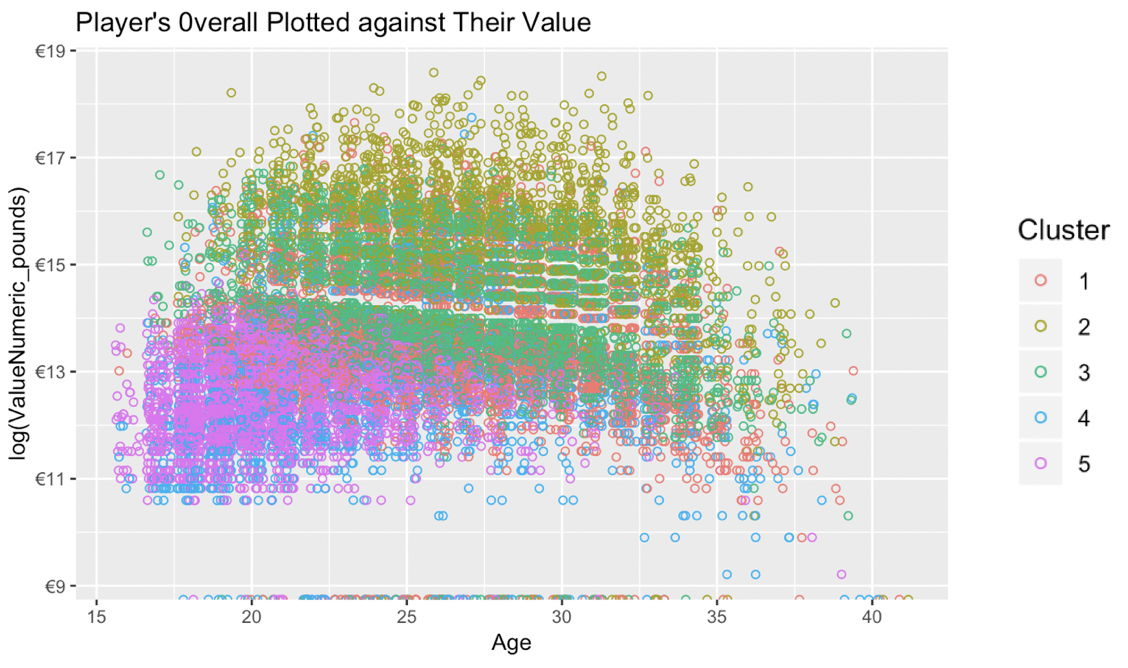 Player's 0verall Plotted against Their Value
€19
€17
€15
€13
€11
€9
log(ValueNumeric_pounds)
15 20 25 30 35 40
Age
Cluster
1
2
3
4
5